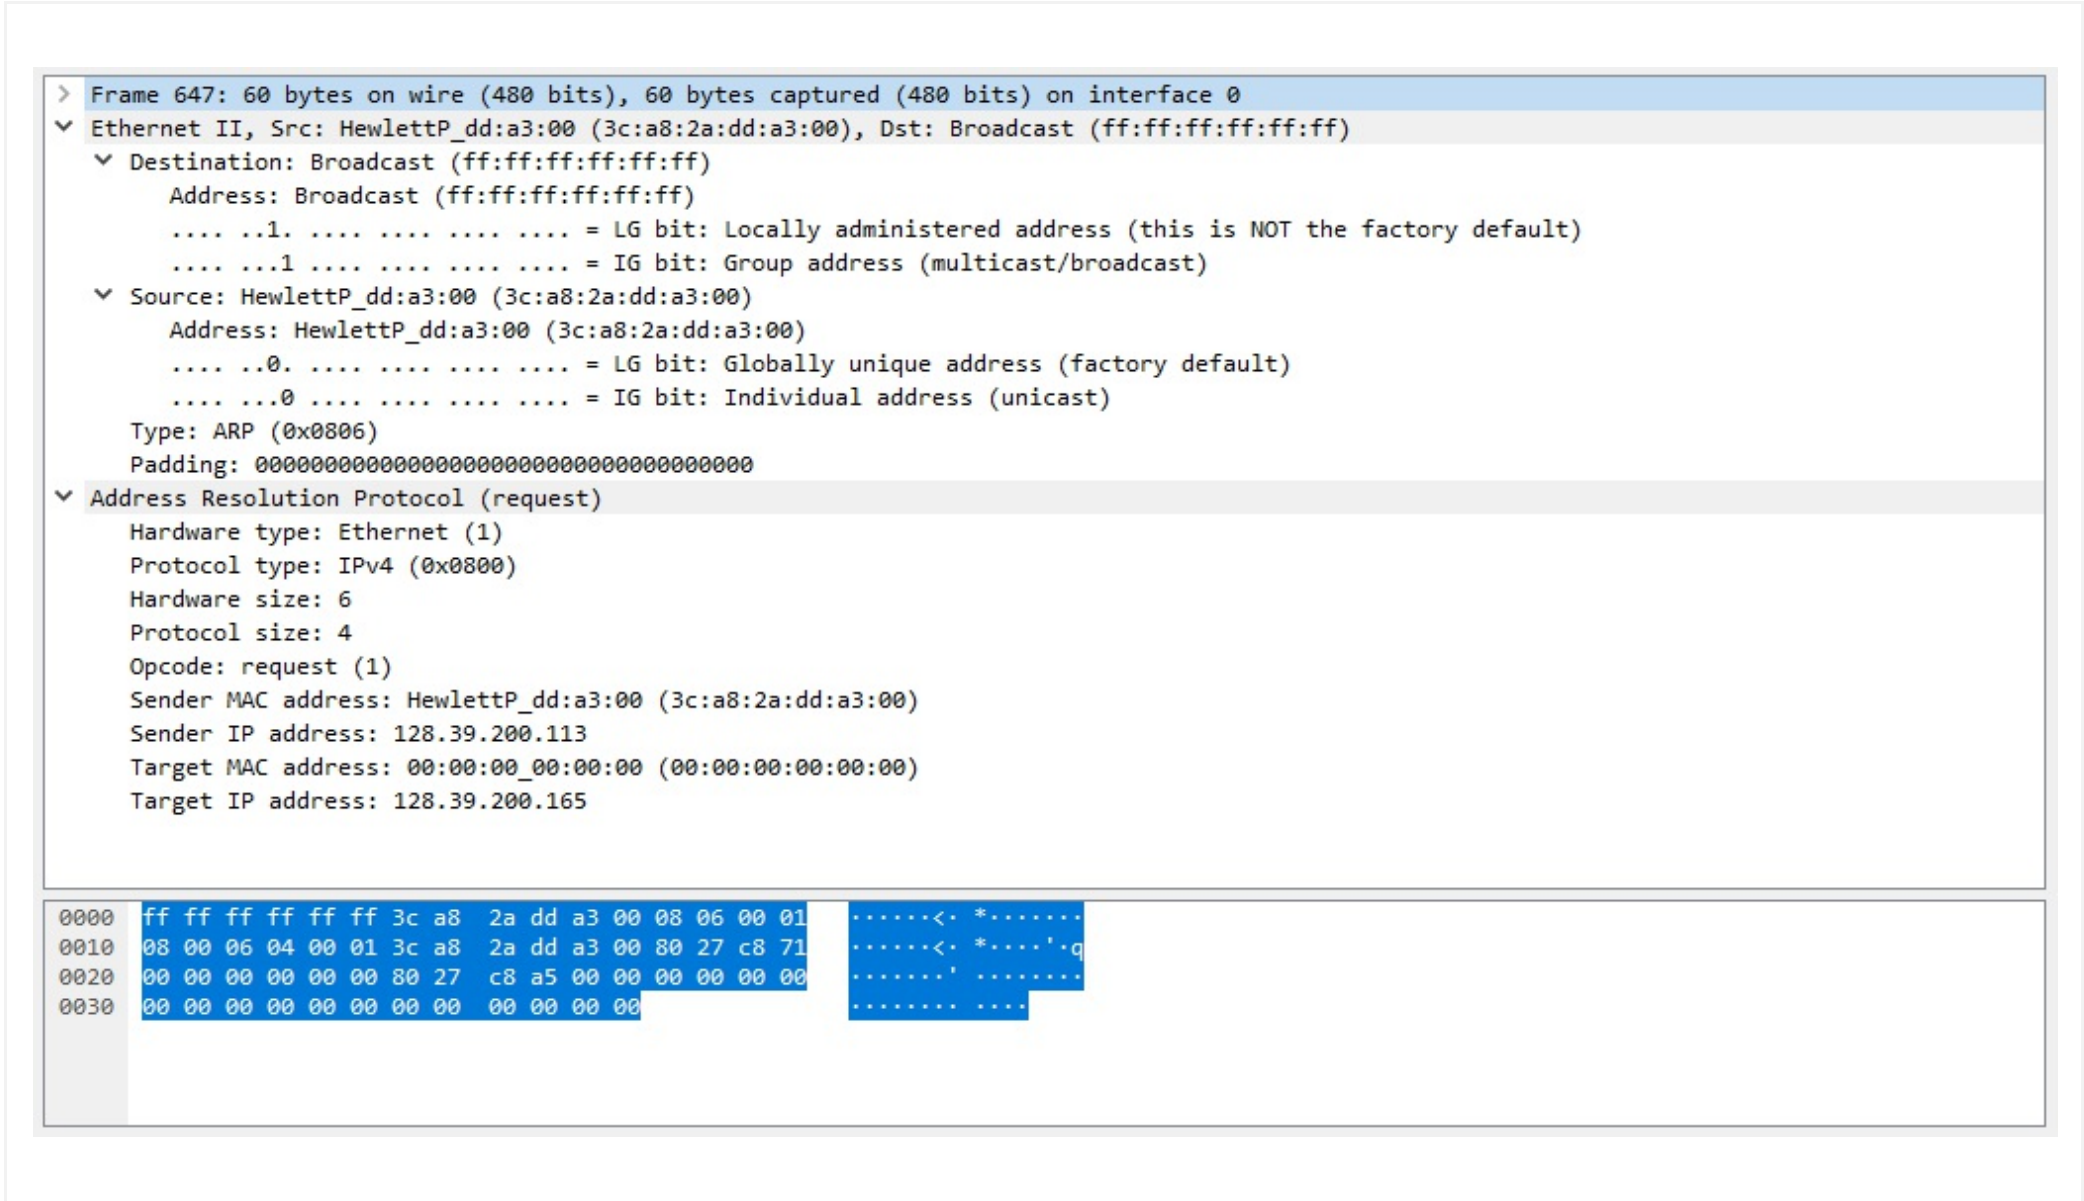 Frame 647: 60 bytes on wire (480 bits), 60 bytes captured (480 bits) on interface 0
Ethernet II, Src: HewlettP_dd:a3:00 (3c:a8:2a:dd:a3:00), Dst: Broadcast (ff:ff:ff:ff:ff:ff)
Destination: Broadcast (ff:ff:ff:ff:ff:ff)
Address: Broadcast (ff:ff:ff:ff:ff:ff)
.... ..1. .... .... .... .... = LG bit: Locally administered address (this is NOT the factory default)
.... ...1 .... .... .... .... = IG bit: Group address (multicast/broadcast)
Source: HewlettP_dd:a3:00 (3c:a8:2a:dd:a3:00)
Address: HewlettP_dd:a3:00 (3c:a8:2a:dd:a3:00)
.... ..0. .... .... .... .... = LG bit: Globally unique address (factory default)
.... ...0 .... .... .... .... = IG bit: Individual address (unicast)
Type: ARP (0x0806)
Padding: 000000000000000000000000000000000000
Address Resolution Protocol (request)
Hardware type: Ethernet (1)
Protocol type: IPv4 (0x0800)
Hardware size: 6
Protocol size: 4
Opcode: request (1)
Sender MAC address: HewlettP_dd:a3:00 (3c:a8:2a:dd:a3:00)
Sender IP address: 128.39.200.113
Target MAC address: 00:00:00_00:00:00 (00:00:00:00:00:00)
Target IP address: 128.39.200.165
0000 ff ff ff ff ff ff 3c a8 2a dd a3 00 08 06 00 01 ······<· *·······
0010 08 00 06 04 00 01 3c a8 2a dd a3 00 80 27 c8 71 ······<· *····'·q
0020 00 00 00 00 00 00 80 27 c8 a5 00 00 00 00 00 00 ·······' ········
0030 00 00 00 00 00 00 00 00 00 00 00 00 ········ ····